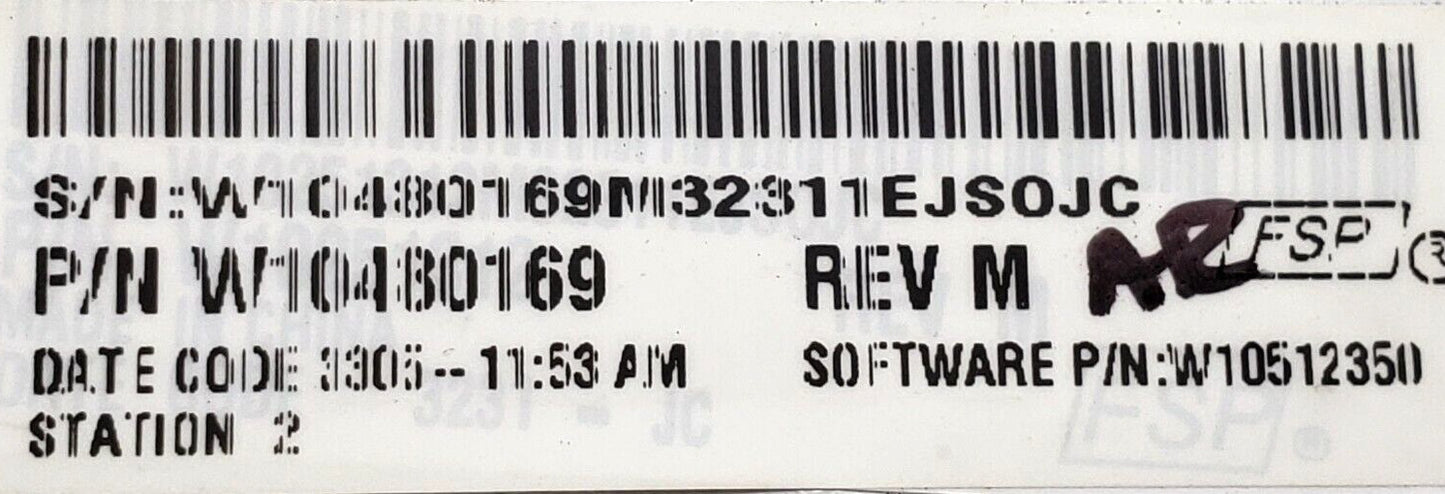 S/N:W10480169M32311EJSOJC
P/N W10480169 REV M FSP ®
DATE CODE 3305 -- 11:53 AM SOFTWARE P/N:W10512350
STATION 2